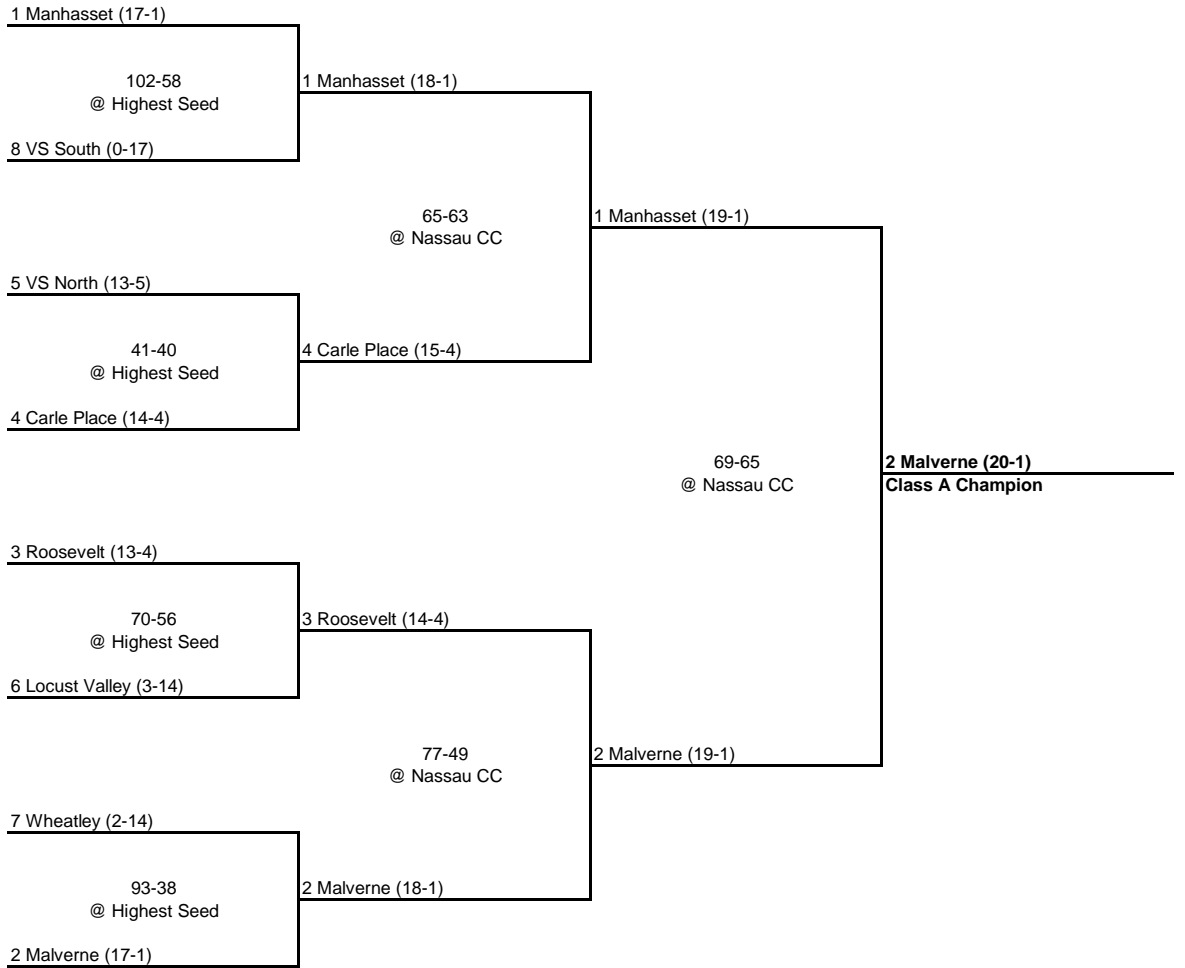 1 Manhasset (17-1)
102-58
@ Highest Seed
1 Manhasset (18-1)
8 VS South (0-17)
65-63
@ Nassau CC
1 Manhasset (19-1)
5 VS North (13-5)
41-40
@ Highest Seed
4 Carle Place (15-4)
4 Carle Place (14-4)
69-65
@ Nassau CC
2 Malverne (20-1)
Class A Champion
3 Roosevelt (13-4)
70-56
@ Highest Seed
3 Roosevelt (14-4)
6 Locust Valley (3-14)
77-49
@ Nassau CC
2 Malverne (19-1)
7 Wheatley (2-14)
93-38
@ Highest Seed
2 Malverne (18-1)
2 Malverne (17-1)